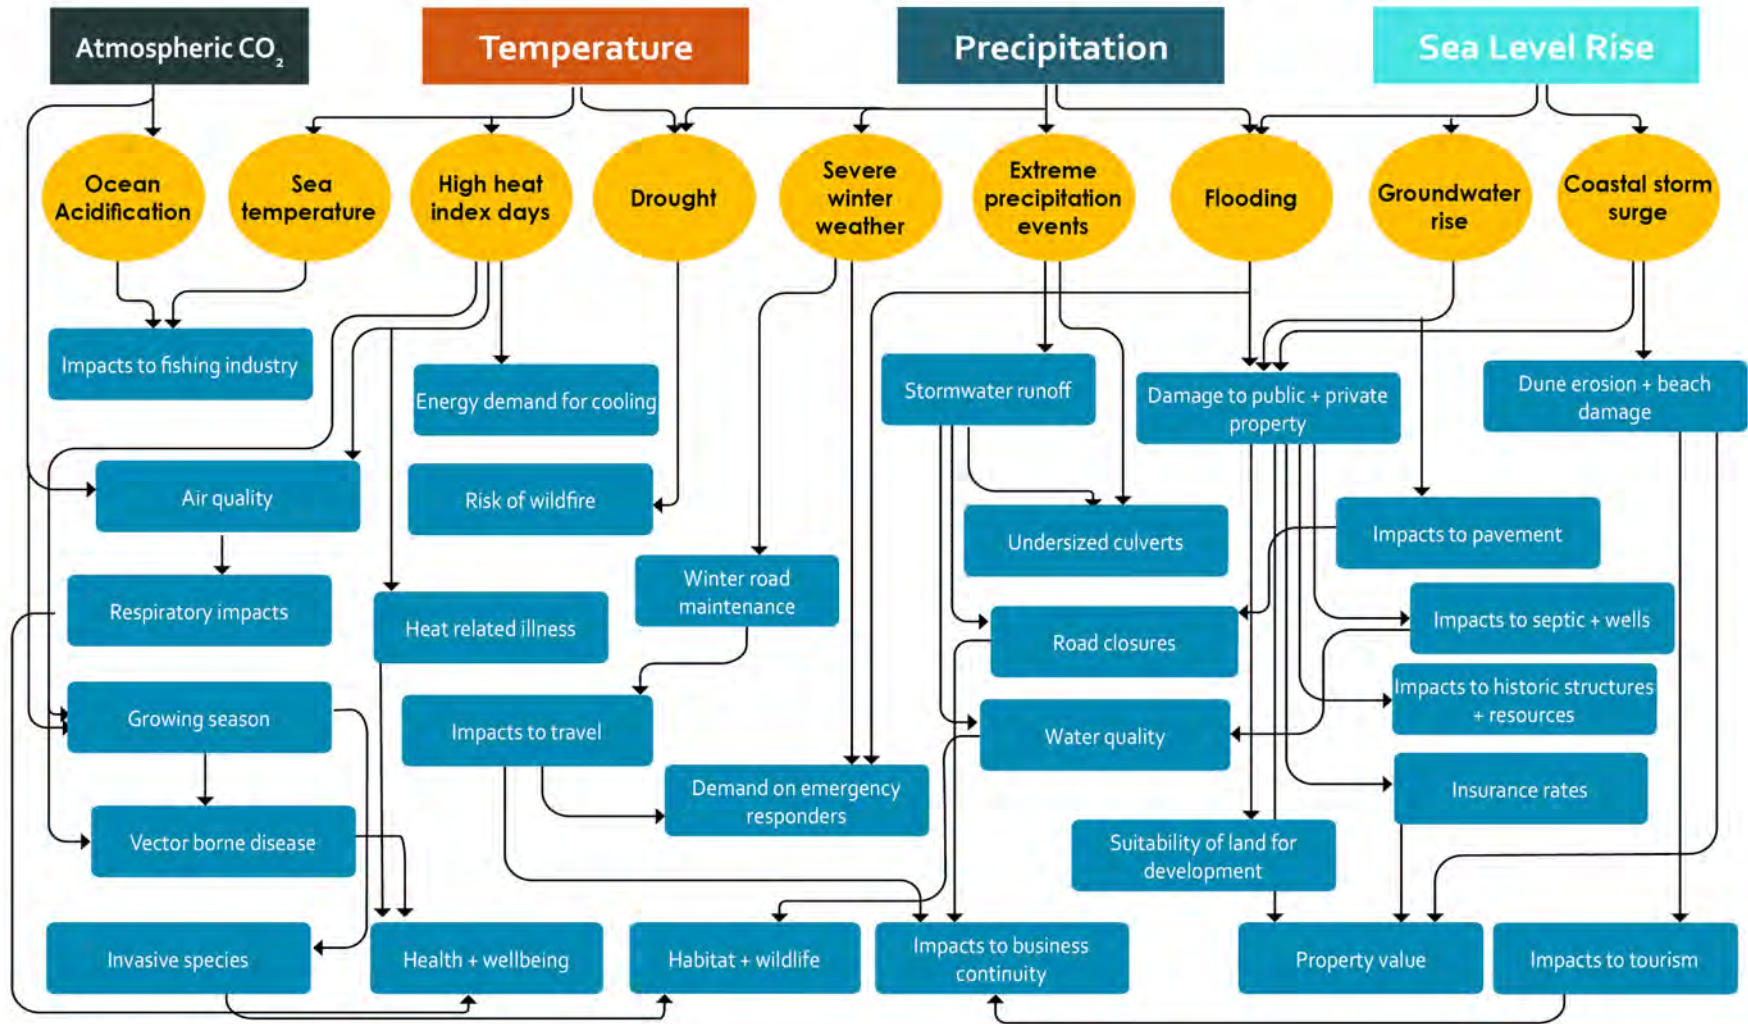 Atmospheric CO₂
Temperature
Precipitation
Sea Level Rise
Ocean
Acidification
Sea
temperature
High heat
index days
Drought
Severe
winter
weather
Extreme
precipitation
events
Flooding
Groundwater
rise
Coastal storm
surge
Impacts to fishing industry
Energy demand for cooling
Stormwater runoff
Damage to public + private
property
Dune erosion + beach
damage
Air quality
Risk of wildfire
Undersized culverts
Impacts to pavement
Respiratory impacts
Heat related illness
Winter road
maintenance
Road closures
Impacts to septic + wells
Growing season
Impacts to travel
Water quality
Impacts to historic structures
+ resources
Vector borne disease
Demand on emergency
responders
Suitability of land for
development
Insurance rates
Invasive species
Health + wellbeing
Habitat + wildlife
Impacts to business
continuity
Property value
Impacts to tourism